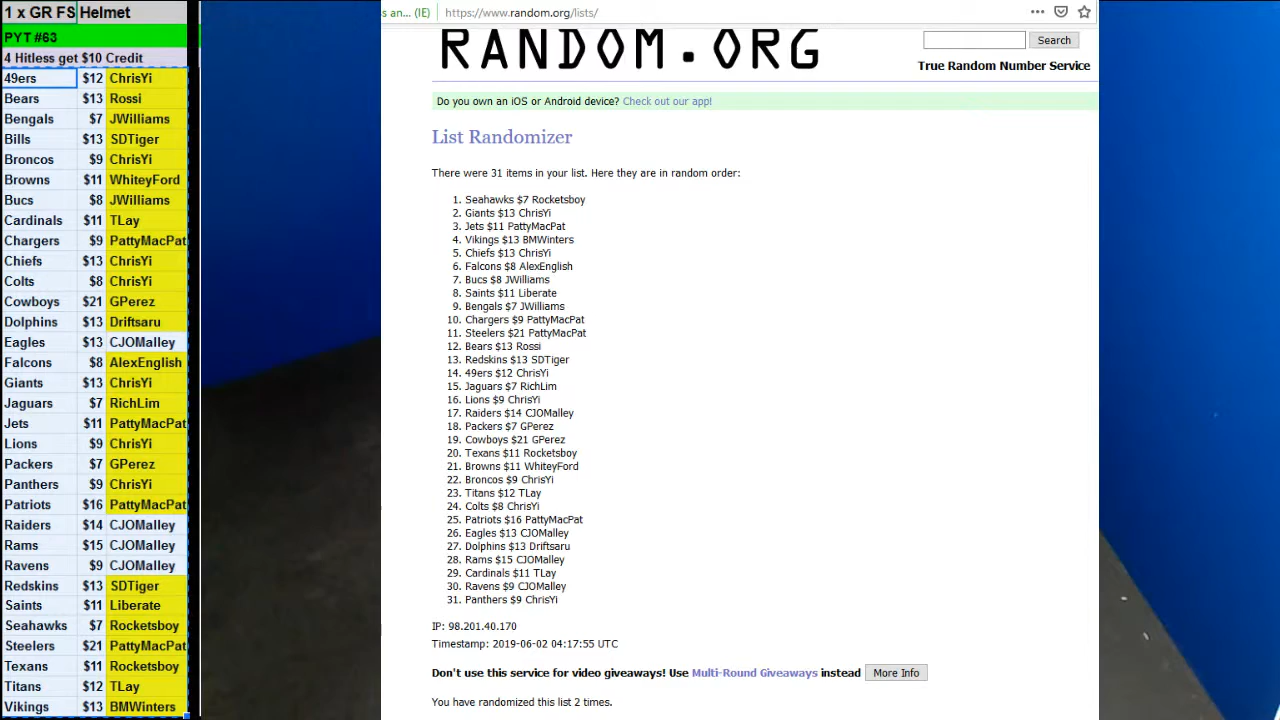 1 x GR FS Helmet
PYT #63
4 Hitless get $10 Credit
49ers $12 ChrisYi
Bears $13 Rossi
Bengals $7 JWilliams
Bills $13 SDTiger
Broncos $9 ChrisYi
Browns $11 WhiteyFord
Bucs $8 JWilliams
Cardinals $11 TLay
Chargers $9 PattyMacPat
Chiefs $13 ChrisYi
Colts $8 ChrisYi
Cowboys $21 GPerez
Dolphins $13 Driftsaru
Eagles $13 CJOMalley
Falcons $8 AlexEnglish
Giants $13 ChrisYi
Jaguars $7 RichLim
Jets $11 PattyMacPat
Lions $9 ChrisYi
Packers $7 GPerez
Panthers $9 ChrisYi
Patriots $16 PattyMacPat
Raiders $14 CJOMalley
Rams $15 CJOMalley
Ravens $9 CJOMalley
Redskins $13 SDTiger
Saints $11 Liberate
Seahawks $7 Rocketsboy
Steelers $21 PattyMacPat
Texans $11 Rocketsboy
Titans $12 TLay
Vikings $13 BMWinters
s an... (IE) https://www.random.org/lists/
RANDOM.ORG
Search
True Random Number Service
Do you own an iOS or Android device? Check out our app!
List Randomizer
There were 31 items in your list. Here they are in random order:
1. Seahawks $7 Rocketsboy
2. Giants $13 ChrisYi
3. Jets $11 PattyMacPat
4. Vikings $13 BMWinters
5. Chiefs $13 ChrisYi
6. Falcons $8 AlexEnglish
7. Bucs $8 JWilliams
8. Saints $11 Liberate
9. Bengals $7 JWilliams
10. Chargers $9 PattyMacPat
11. Steelers $21 PattyMacPat
12. Bears $13 Rossi
13. Redskins $13 SDTiger
14. 49ers $12 ChrisYi
15. Jaguars $7 RichLim
16. Lions $9 ChrisYi
17. Raiders $14 CJOMalley
18. Packers $7 GPerez
19. Cowboys $21 GPerez
20. Texans $11 Rocketsboy
21. Browns $11 WhiteyFord
22. Broncos $9 ChrisYi
23. Titans $12 TLay
24. Colts $8 ChrisYi
25. Patriots $16 PattyMacPat
26. Eagles $13 CJOMalley
27. Dolphins $13 Driftsaru
28. Rams $15 CJOMalley
29. Cardinals $11 TLay
30. Ravens $9 CJOMalley
31. Panthers $9 ChrisYi
IP: 98.201.40.170
Timestamp: 2019-06-02 04:17:55 UTC
Don't use this service for video giveaways! Use Multi-Round Giveaways instead More Info
You have randomized this list 2 times.